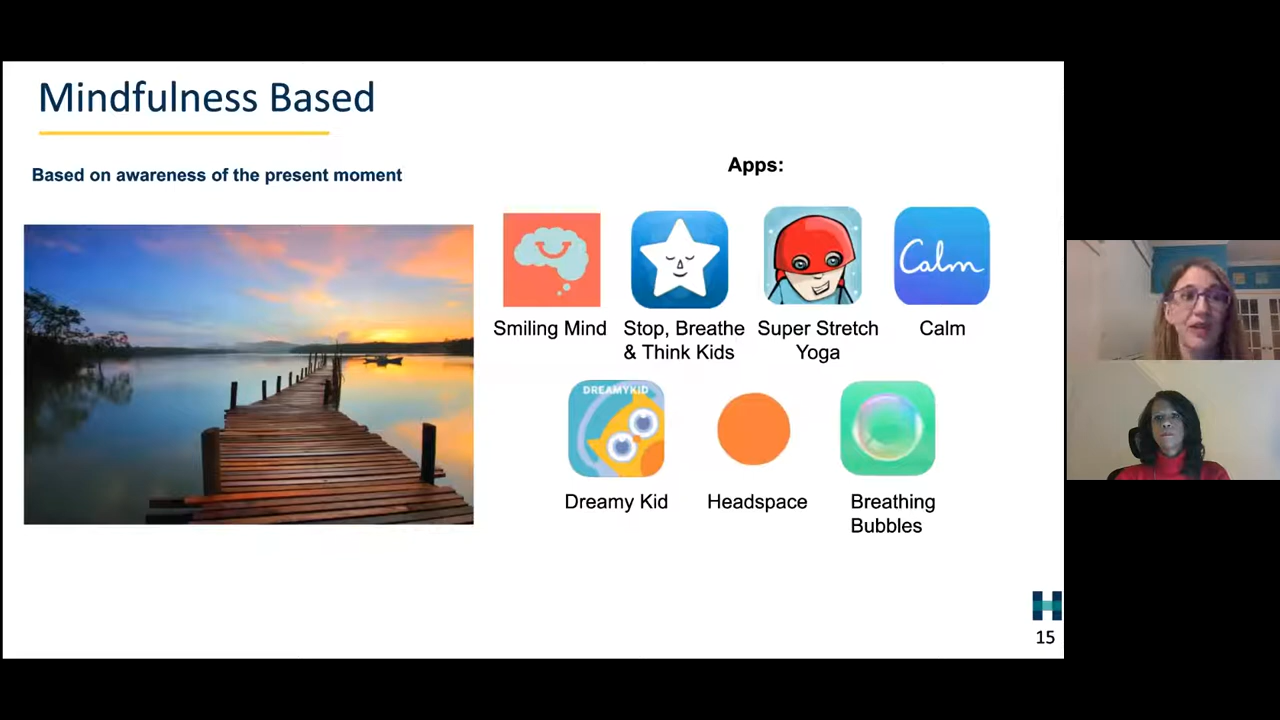 Mindfulness Based
Based on awareness of the present moment
Apps:
Calm
Smiling Mind
Stop, Breathe
& Think Kids
Super Stretch
Yoga
Calm
DREAMYKID
Dreamy Kid
Headspace
Breathing
Bubbles
H
15